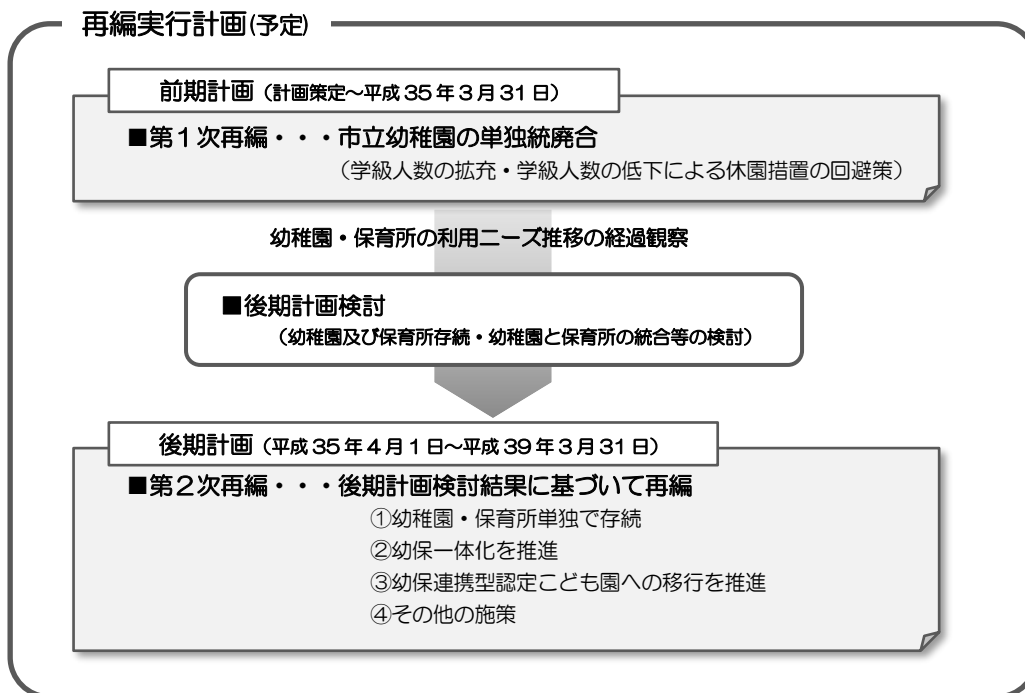 再編実行計画(予定)
前期計画（計画策定～平成35年3月31日）
■第1次再編・・・市立幼稚園の単独統廃合
（学級人数の拡充・学級人数の低下による休園措置の回避策）
幼稚園・保育所の利用ニーズ推移の経過観察
■後期計画検討
（幼稚園及び保育所存続・幼稚園と保育所の統合等の検討）
後期計画（平成35年4月1日～平成39年3月31日）
■第2次再編・・・後期計画検討結果に基づいて再編
①幼稚園・保育所単独で存続
②幼保一体化を推進
③幼保連携型認定こども園への移行を推進
④その他の施策